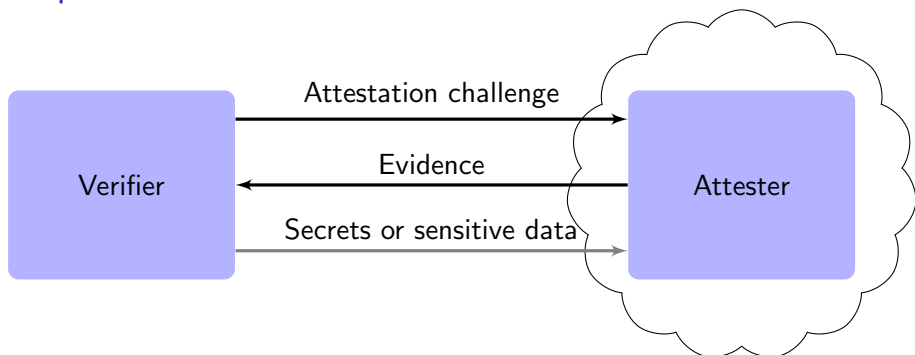 Attestation challenge
Verifier
Evidence
Attester
Secrets or sensitive data